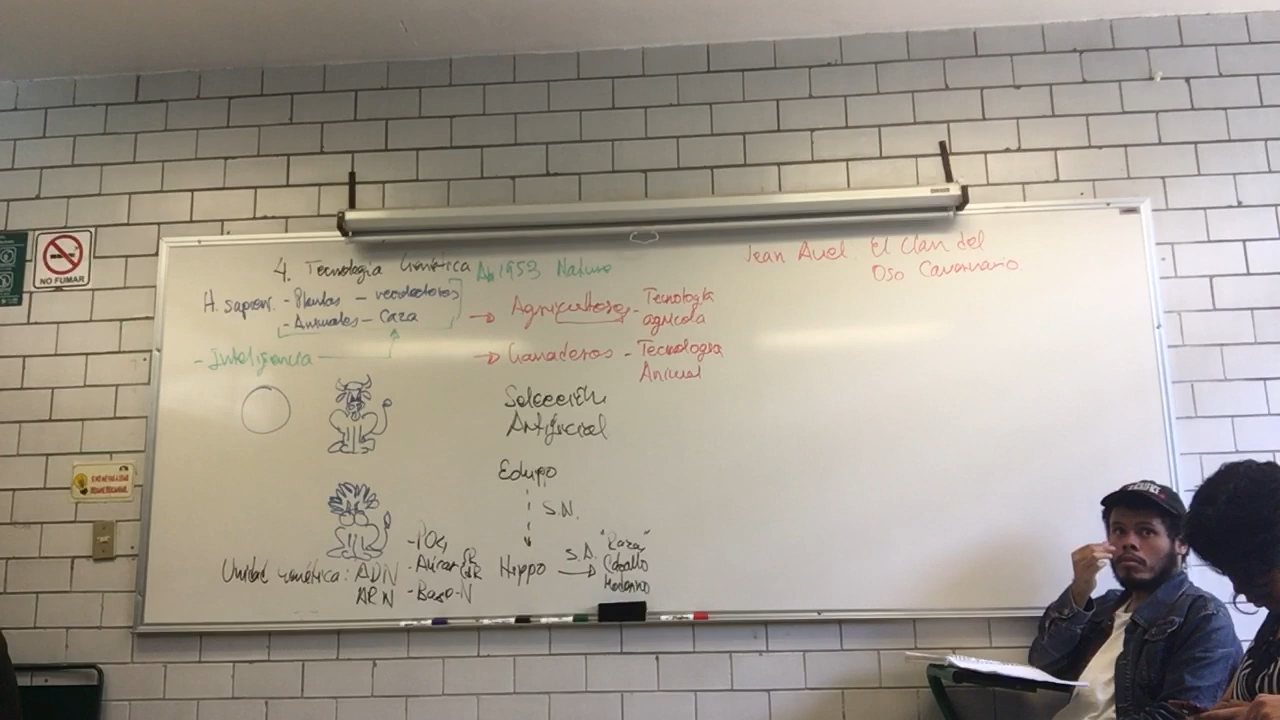 NO FUMAR
4. Tecnología Genética
1953 Nature
H. sapiens. - Plantas - recolectores
- Animales - Caza
- Inteligencia
→ Agricultores - Tecnología
agrícola
→ Ganaderos - Tecnología
Animal
Jean Auel. El Clan del
Oso Cavernario.
Selección
Artificial
S.N.
Hippo S.A. → "Raza"
Caballo
Moderno
Unidad genética: ADN
ARN
- PO4
- Azúcar
- Base-N